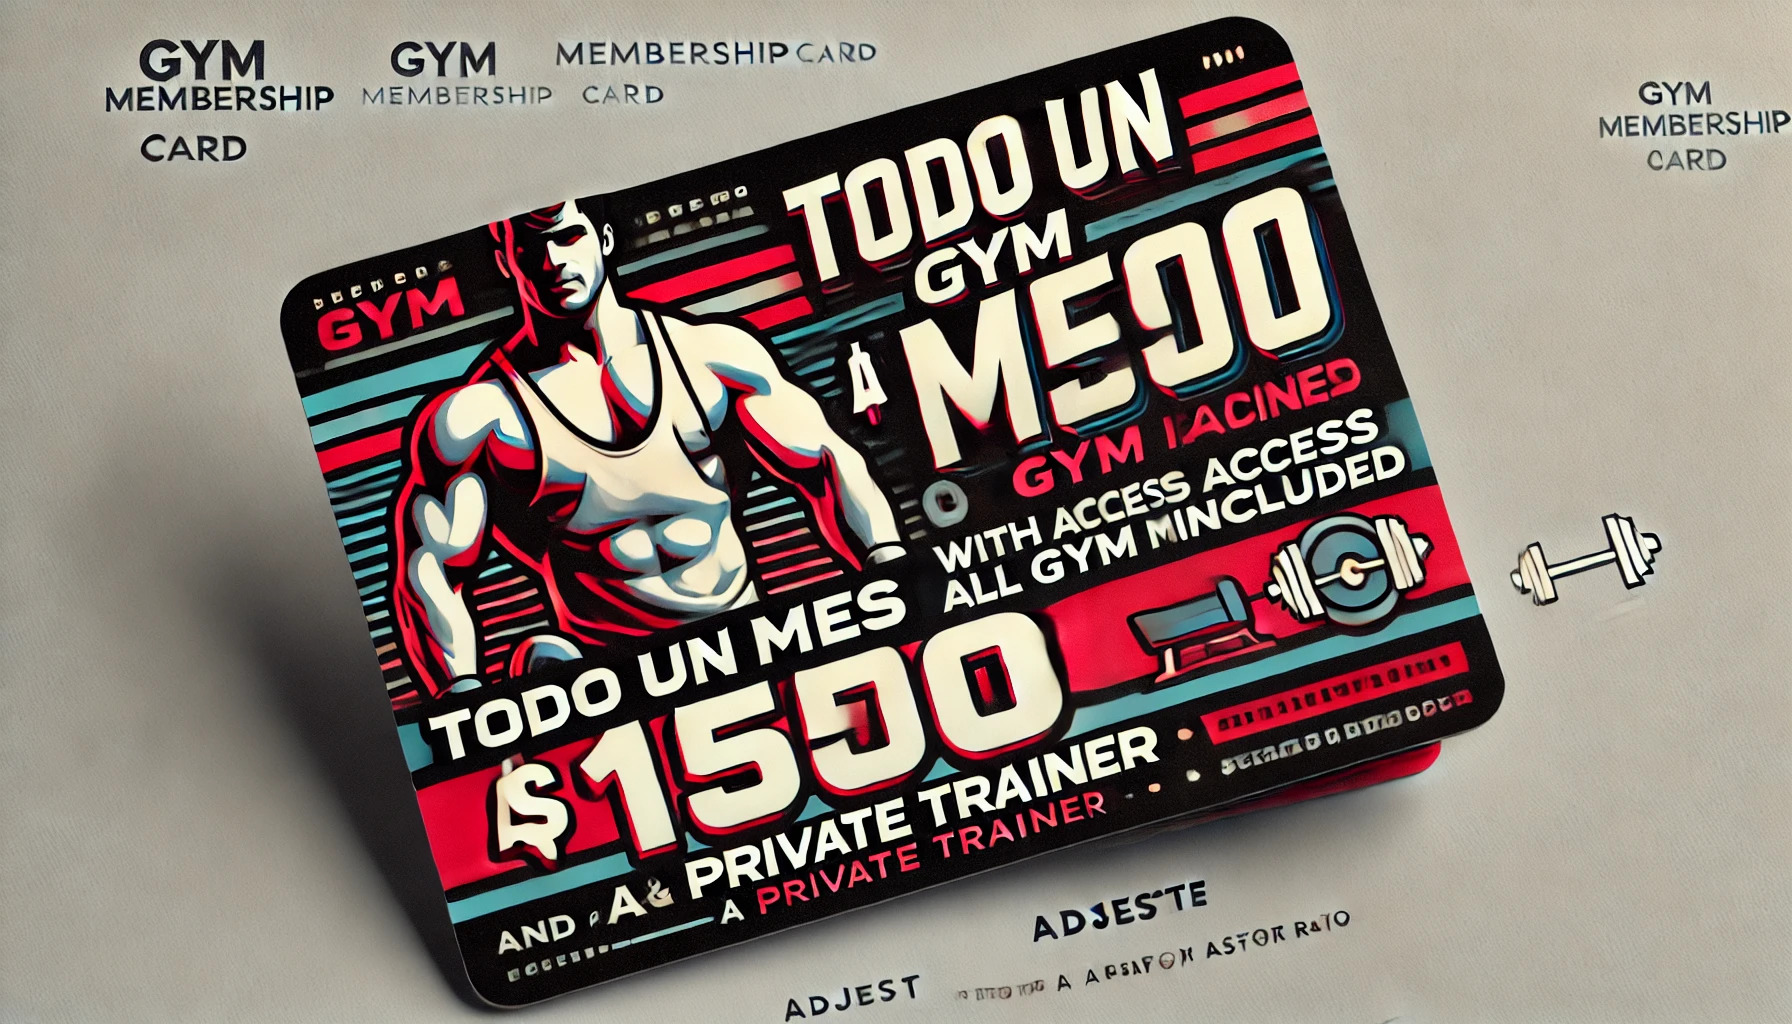 GYM
MEMBERSHIP
CARD
GYM
MEMBERSHIP
MEMBERSHIP CARD
CARD
GYM
MEMBERSHIP
CARD
GYM
TODO UN
GYM
M500
GYM
WITH ACCESS ACCESS
ALL GYM MINCLUDED
TODO UN MES
$1500
AND A & PRIVATE TRAINER
A PRIVATE TRAINER
ADJEST